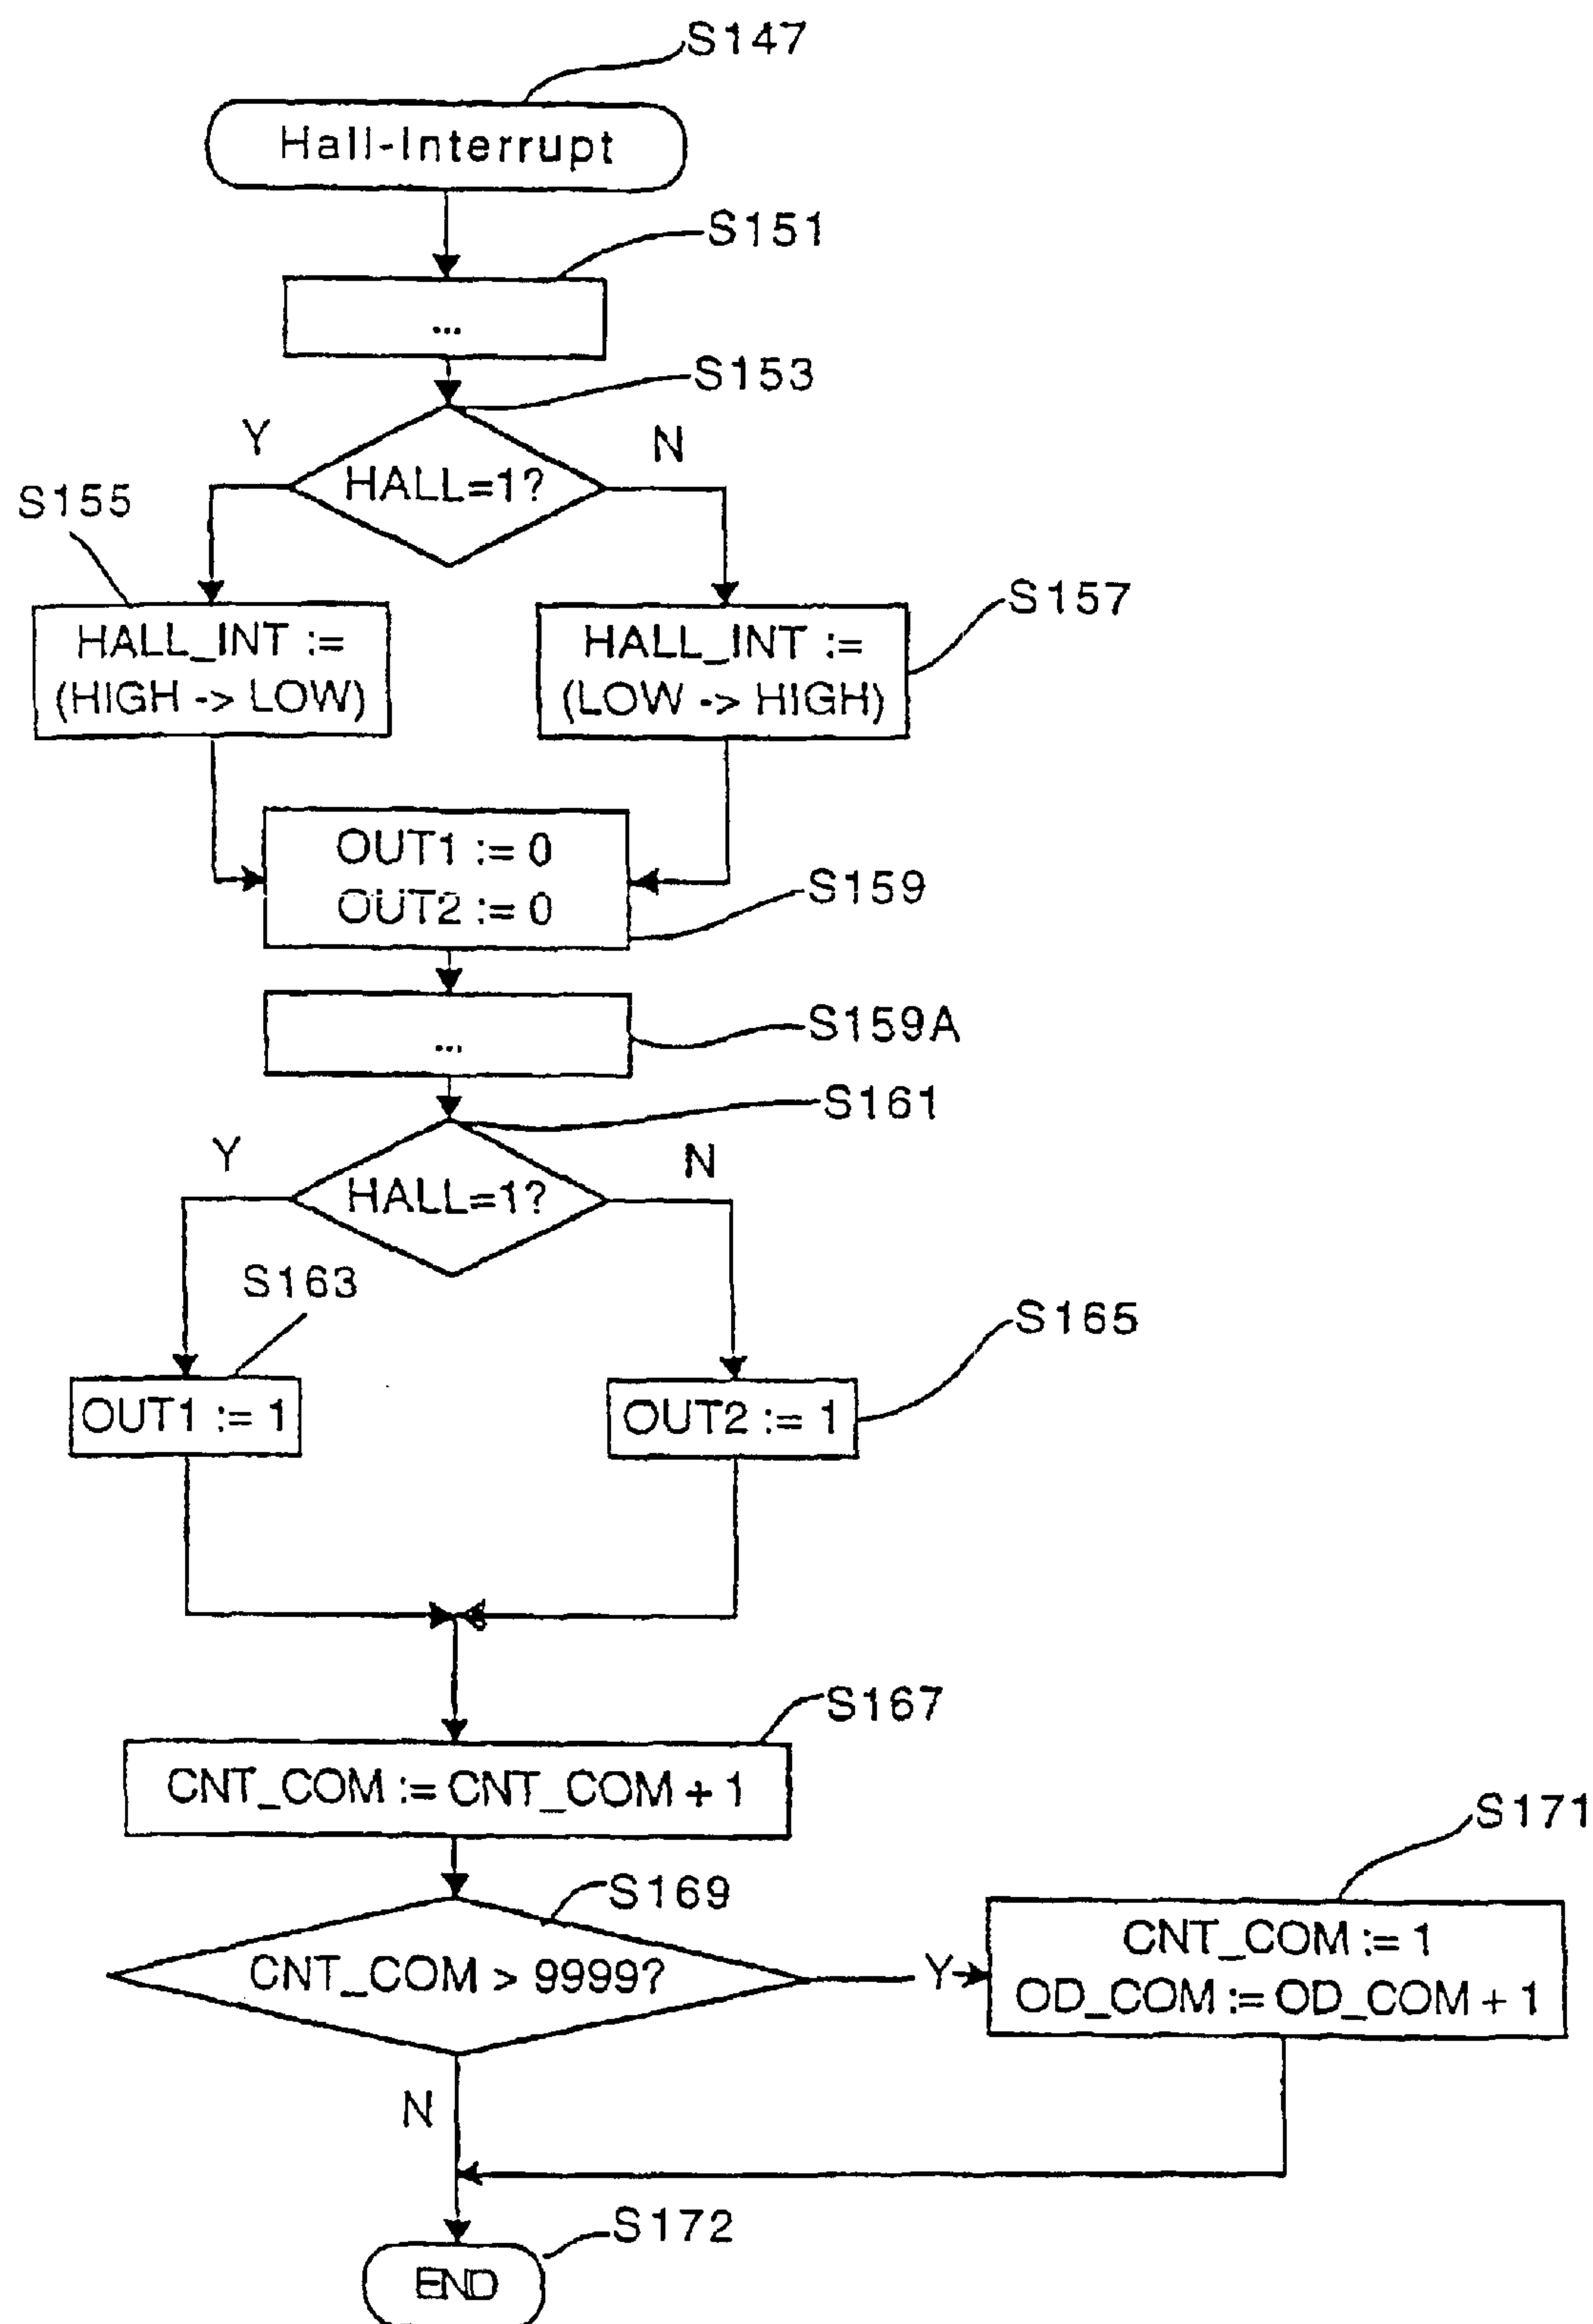 S147
Hall-Interrupt
S151
...
S153
Y
N
HALL=1?
S155
S157
HALL_INT :=
(HIGH -> LOW)
HALL_INT :=
(LOW -> HIGH)
OUT1 := 0
OUT2 := 0
S159
...
S159A
S161
Y
N
HALL=1?
S163
S165
OUT1 := 1
OUT2 := 1
S167
CNT_COM := CNT_COM + 1
S171
S169
CNT_COM > 9999?
Y
CNT_COM := 1
OD_COM := OD_COM + 1
N
S172
END